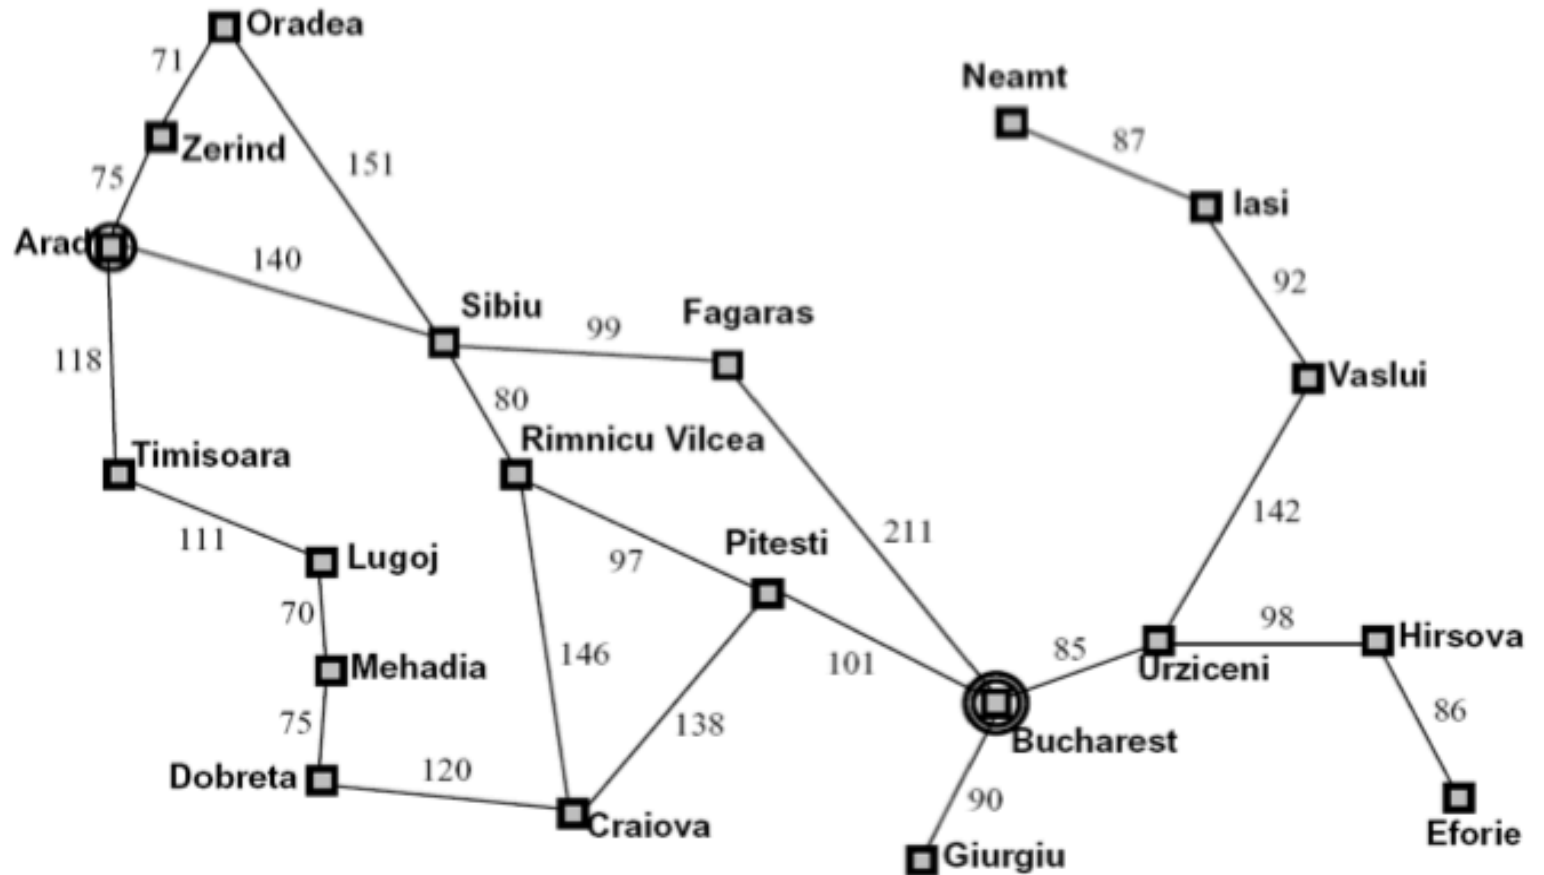 Oradea
71
Neamt
87
Zerind
151
75
Iasi
Arad
140
92
Sibiu
Fagaras
99
118
Vaslui
80
Rimnicu Vilcea
Timisoara
142
111
211
Pitesti
Lugoj
97
70
98
Hirsova
146
85
Mehadia
101
Urziceni
86
75
138
Bucharest
Dobreta
120
90
Craiova
Eforie
Giurgiu